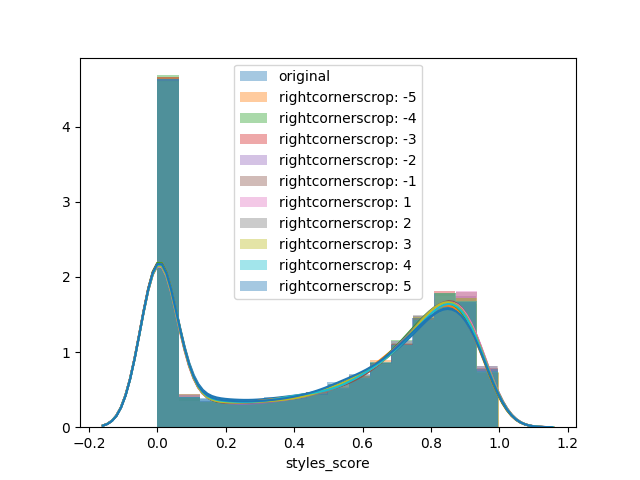 original
rightcornerscrop: -5
rightcornerscrop: -4
rightcornerscrop: -3
rightcornerscrop: -2
rightcornerscrop: -1
rightcornerscrop: 1
rightcornerscrop: 2
rightcornerscrop: 3
rightcornerscrop: 4
rightcornerscrop: 5
4
3
2
1
0
−0.2 0.0 0.2 0.4 0.6 0.8 1.0 1.2
styles_score